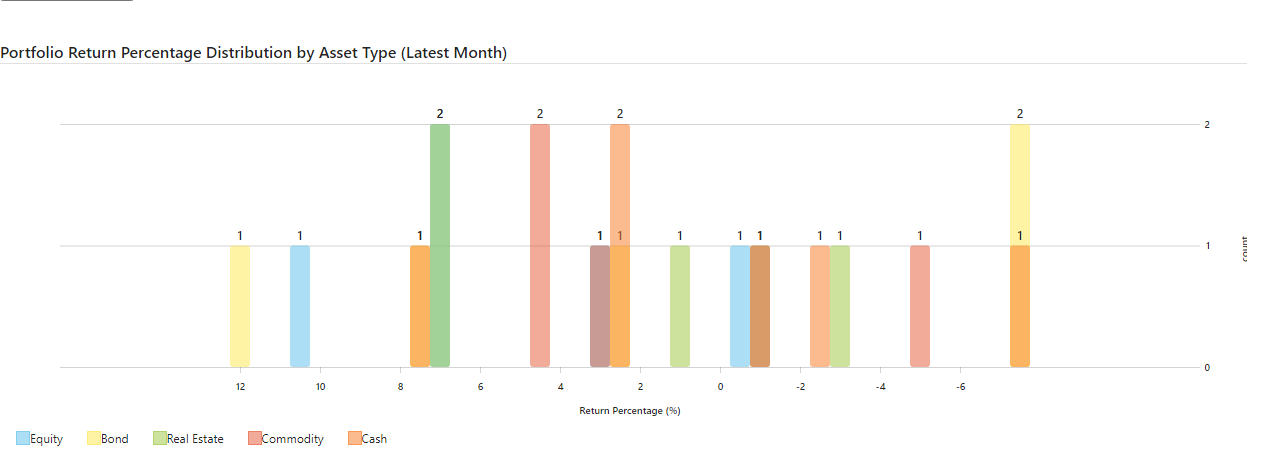 Portfolio Return Percentage Distribution by Asset Type (Latest Month)
2 2 2 2
2
1 1 1 1 1 1 1 1 1 1 1 1
1
count
0
12 10 8 6 4 2 0 -2 -4 -6
Return Percentage (%)
Equity Bond Real Estate Commodity Cash